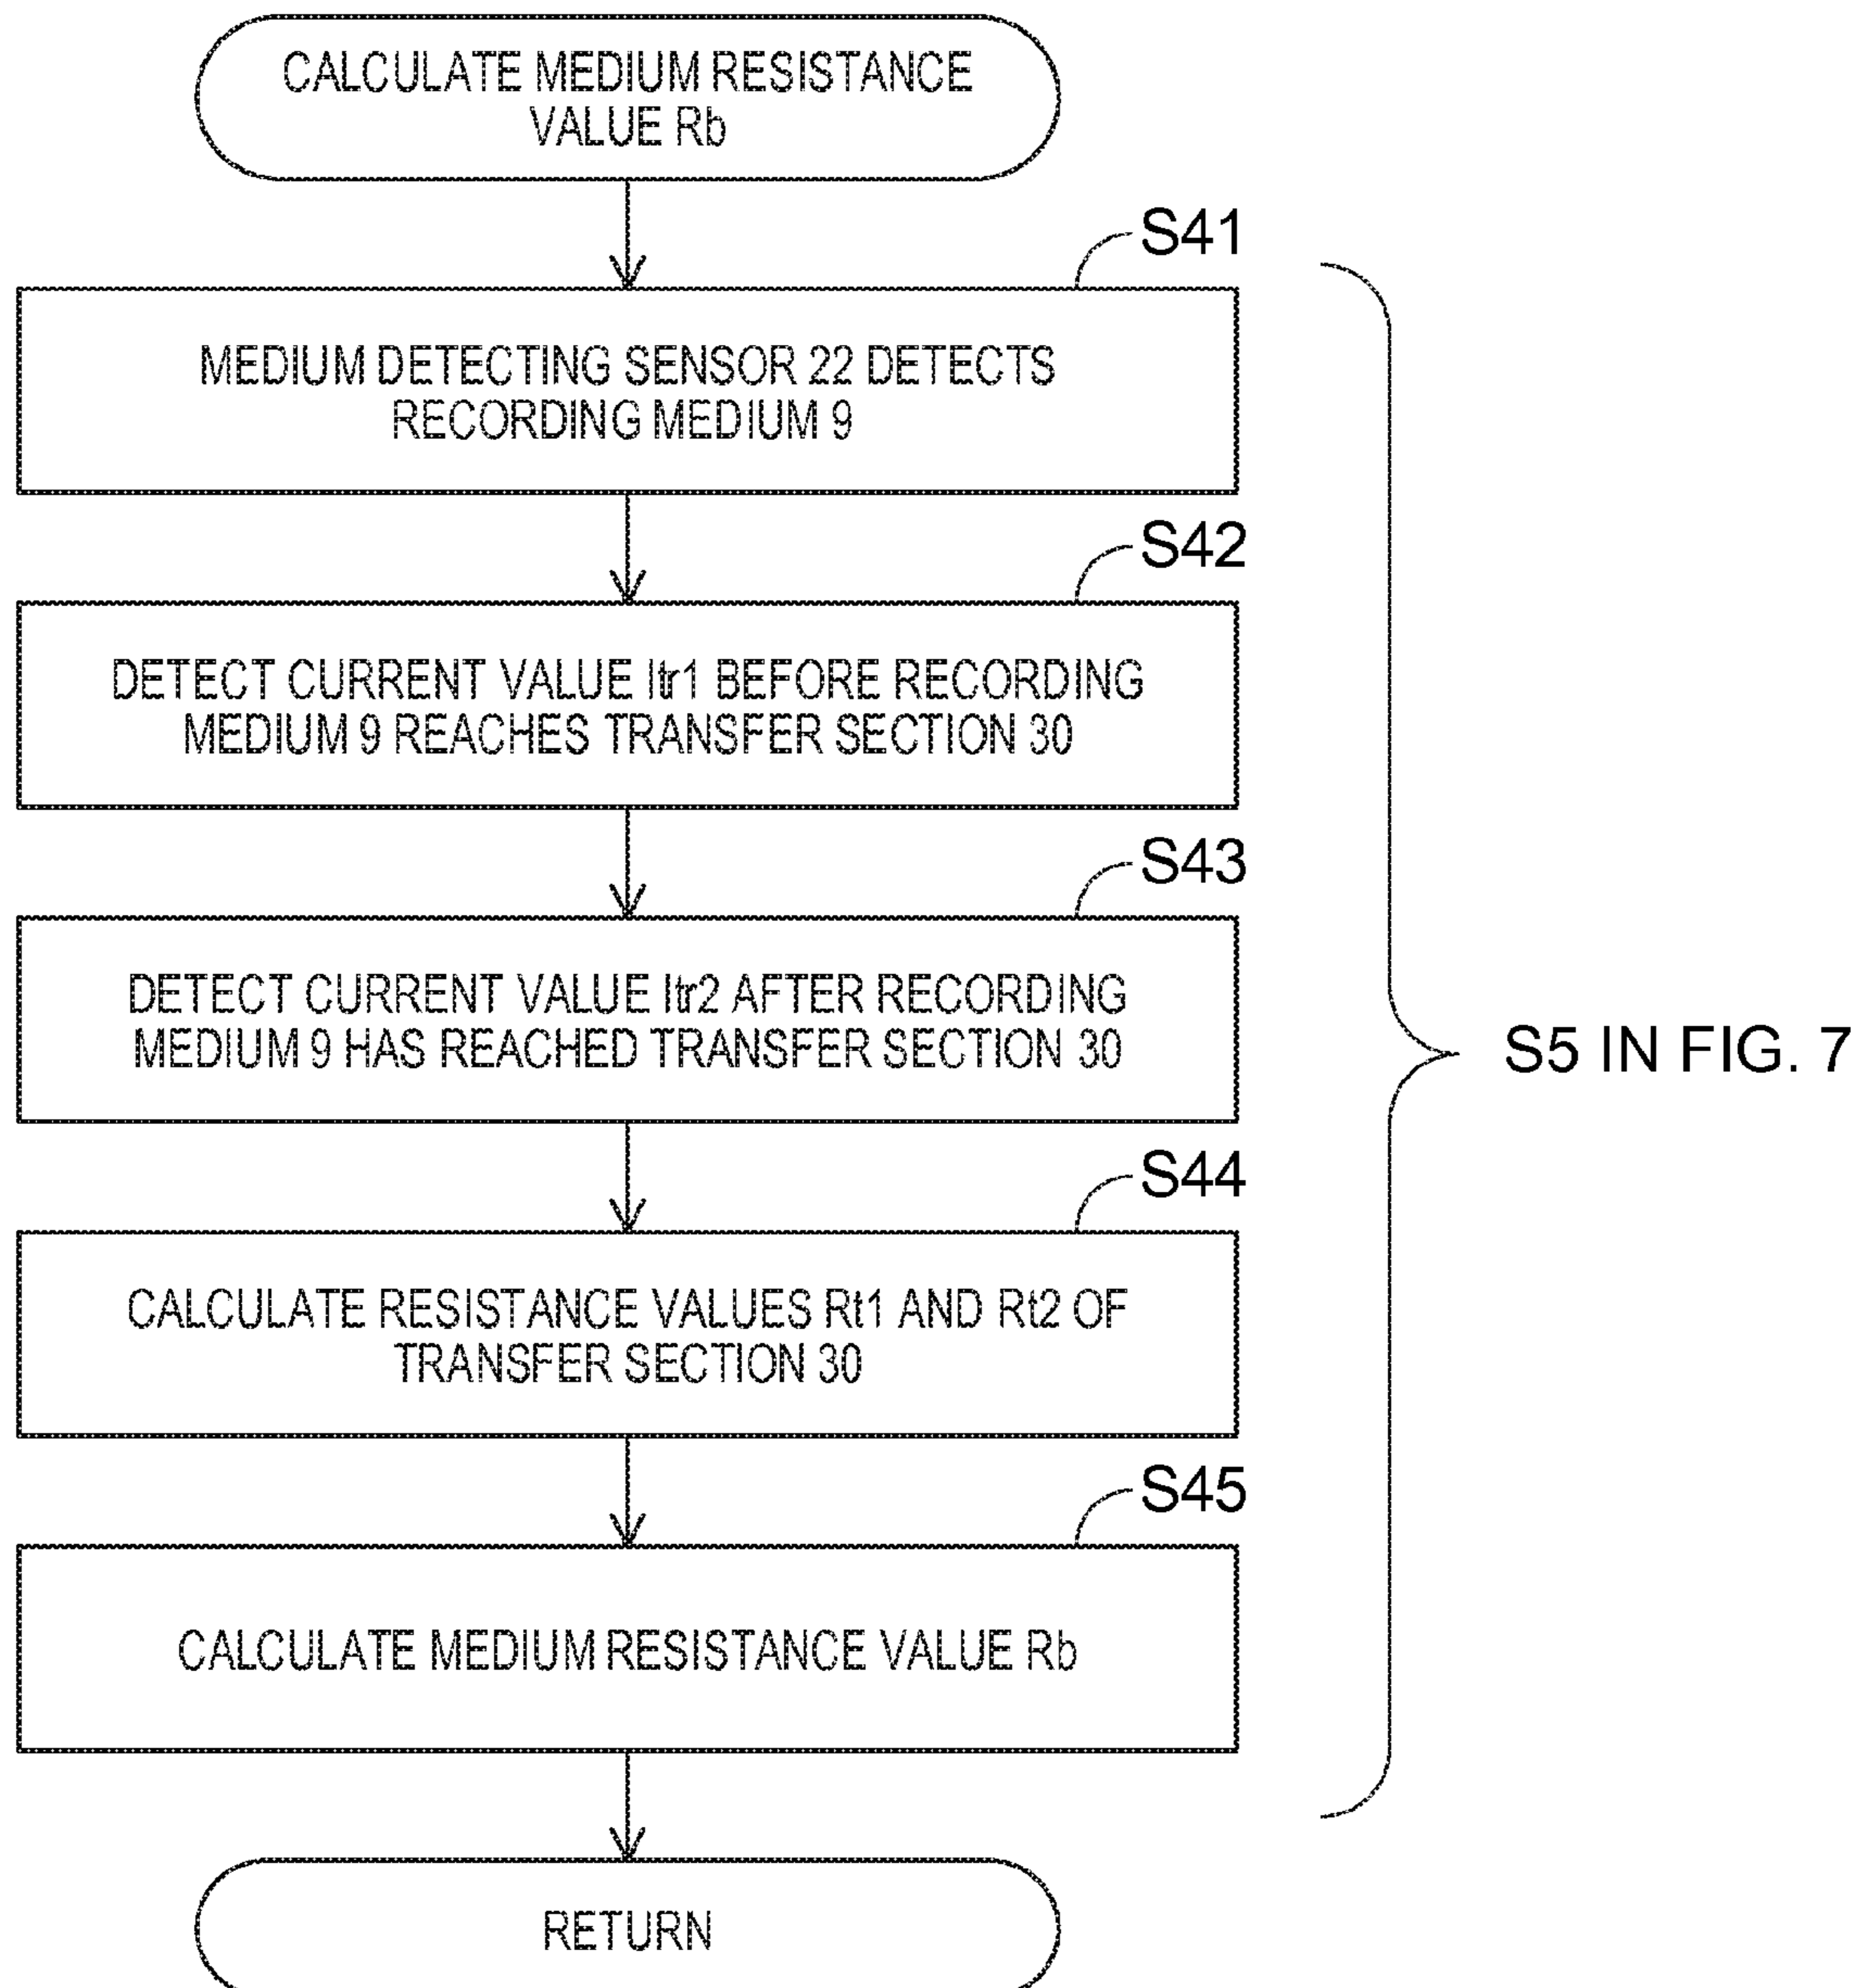 CALCULATE MEDIUM RESISTANCE
VALUE Rb
S41
MEDIUM DETECTING SENSOR 22 DETECTS
RECORDING MEDIUM 9
S42
DETECT CURRENT VALUE Itr1 BEFORE RECORDING
MEDIUM 9 REACHES TRANSFER SECTION 30
S43
DETECT CURRENT VALUE Itr2 AFTER RECORDING
MEDIUM 9 HAS REACHED TRANSFER SECTION 30
S5 IN FIG. 7
S44
CALCULATE RESISTANCE VALUES Rt1 AND Rt2 OF
TRANSFER SECTION 30
S45
CALCULATE MEDIUM RESISTANCE VALUE Rb
RETURN